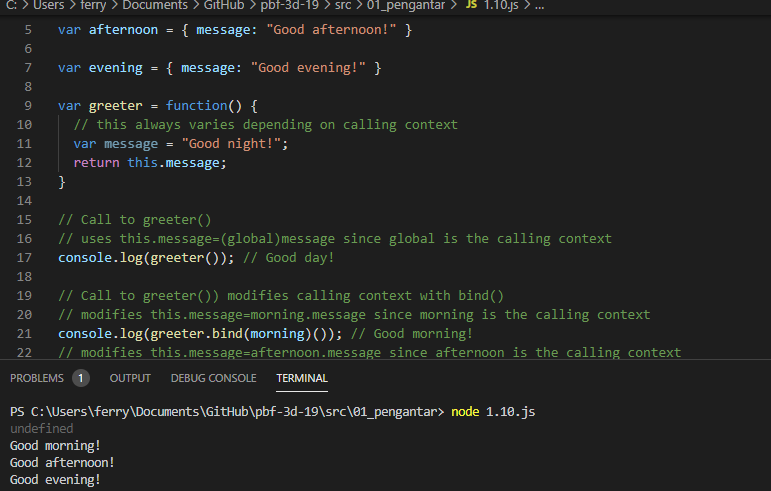 C: > Users > ferry > Documents > GitHub > pbf-3d-19 > src > 01_pengantar > JS 1.10.js > ...
5 var afternoon = { message: "Good afternoon!" }
6
7 var evening = { message: "Good evening!" }
8
9 var greeter = function() {
10 // this always varies depending on calling context
11 var message = "Good night!";
12 return this.message;
13 }
14
15 // Call to greeter()
16 // uses this.message=(global)message since global is the calling context
17 console.log(greeter()); // Good day!
18
19 // Call to greeter()) modifies calling context with bind()
20 // modifies this.message=morning.message since morning is the calling context
21 console.log(greeter.bind(morning)()); // Good morning!
22 // modifies this.message=afternoon.message since afternoon is the calling context
PROBLEMS 1 OUTPUT DEBUG CONSOLE TERMINAL
PS C:\Users\ferry\Documents\GitHub\pbf-3d-19\src\01_pengantar> node 1.10.js
undefined
Good morning!
Good afternoon!
Good evening!